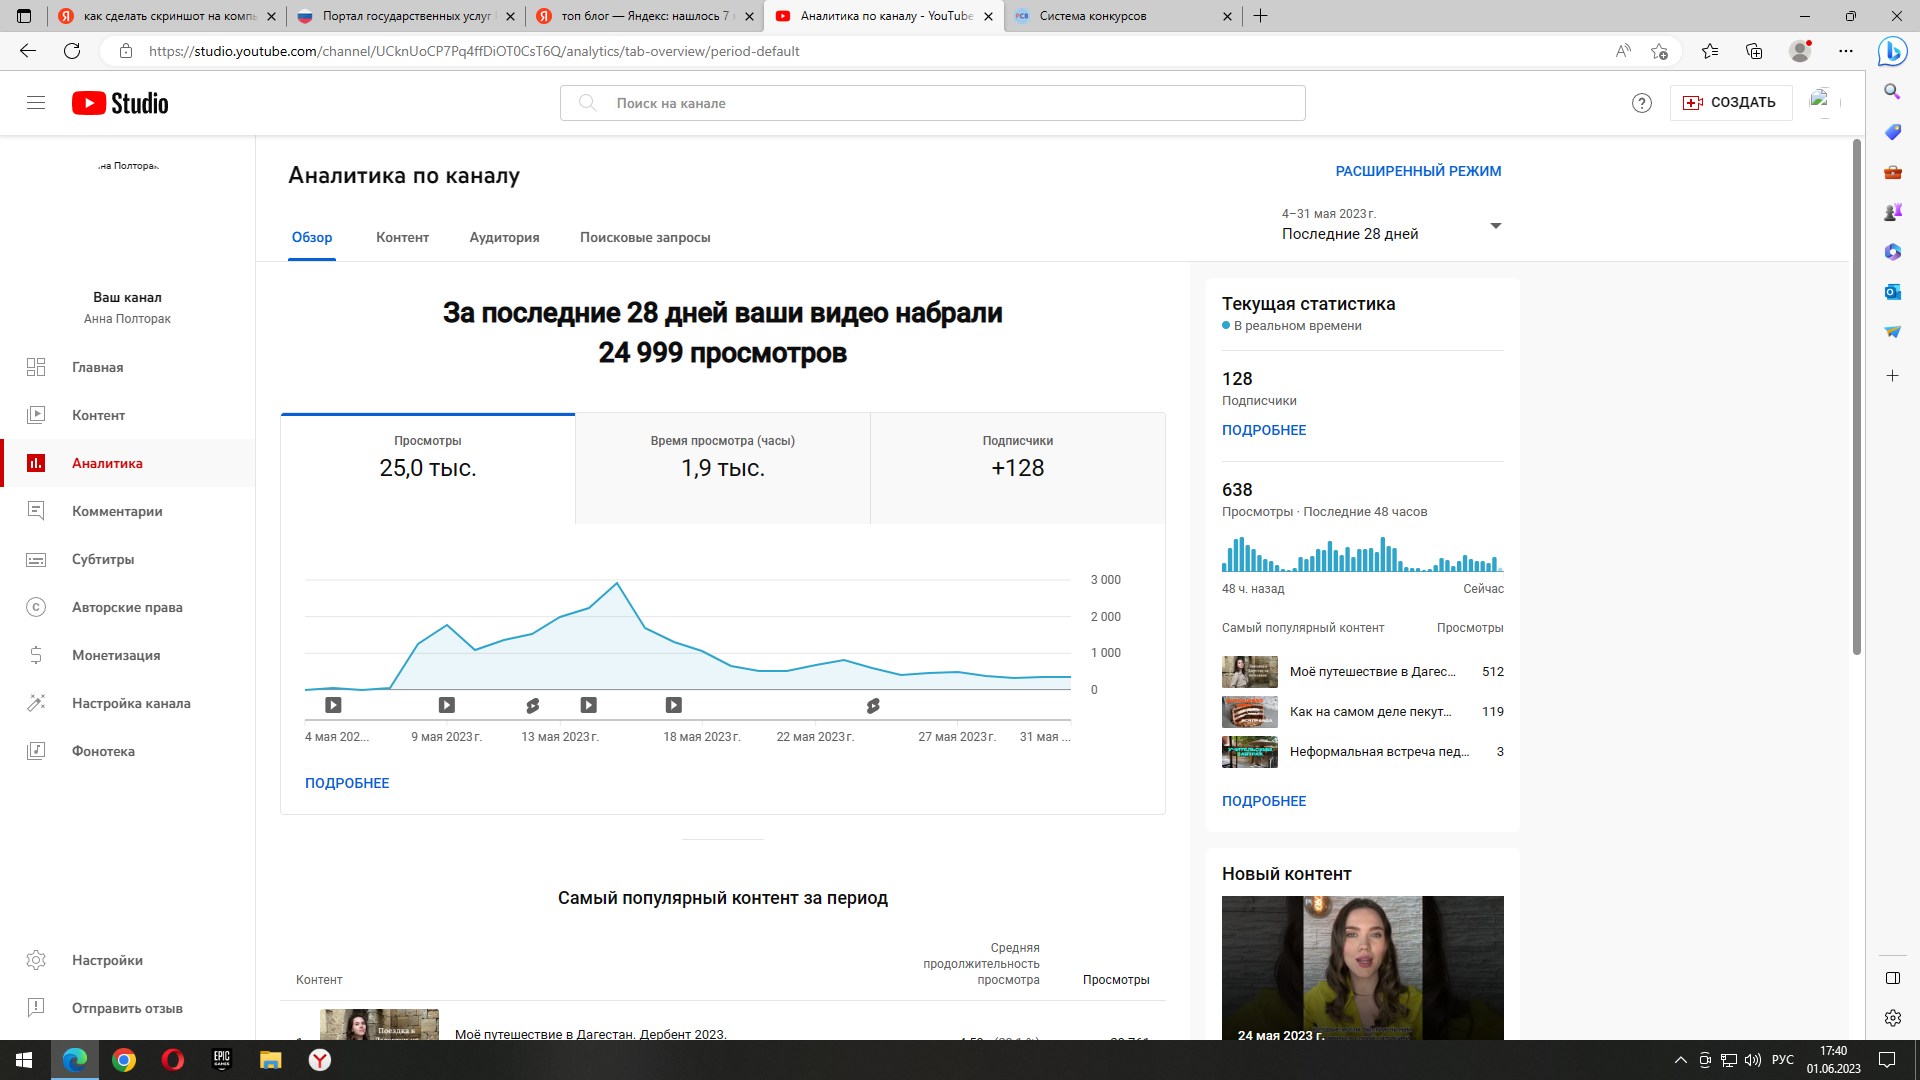 как сделать скриншот на компь
Портал государственных услуг
топ блог — Яндекс: нашлось 7
Аналитика по каналу - YouTube
Система конкурсов
https://studio.youtube.com/channel/UCknUoCP7Pq4ffDiOT0CsT6Q/analytics/tab-overview/period-default
Studio
Поиск на канале
СОЗДАТЬ
на Полторак
Ваш канал
Анна Полторак
Главная
Контент
Аналитика
Комментарии
Субтитры
Авторские права
Монетизация
Настройка канала
Фонотека
Настройки
Отправить отзыв
Аналитика по каналу
РАСШИРЕННЫЙ РЕЖИМ
4–31 мая 2023 г.
Последние 28 дней
Обзор
Контент
Аудитория
Поисковые запросы
За последние 28 дней ваши видео набрали
24 999 просмотров
Просмотры
25,0 тыс.
Время просмотра (часы)
1,9 тыс.
Подписчики
+128
3 000
2 000
1 000
0
4 мая 202...
9 мая 2023 г.
13 мая 2023 г.
18 мая 2023 г.
22 мая 2023 г.
27 мая 2023 г.
31 мая ...
ПОДРОБНЕЕ
Самый популярный контент за период
Контент
Средняя
продолжительность
просмотра
Просмотры
Поездка в
Моё путешествие в Дагестан. Дербент 2023.
Текущая статистика
В реальном времени
128
Подписчики
ПОДРОБНЕЕ
638
Просмотры · Последние 48 часов
48 ч. назад
Сейчас
Самый популярный контент
Просмотры
Моё путешествие в Дагес...
512
Как на самом деле пекут...
119
Неформальная встреча пед...
3
ПОДРОБНЕЕ
Новый контент
24 мая 2023 г.
EPIC
GAMES
РУС
17:40
01.06.2023